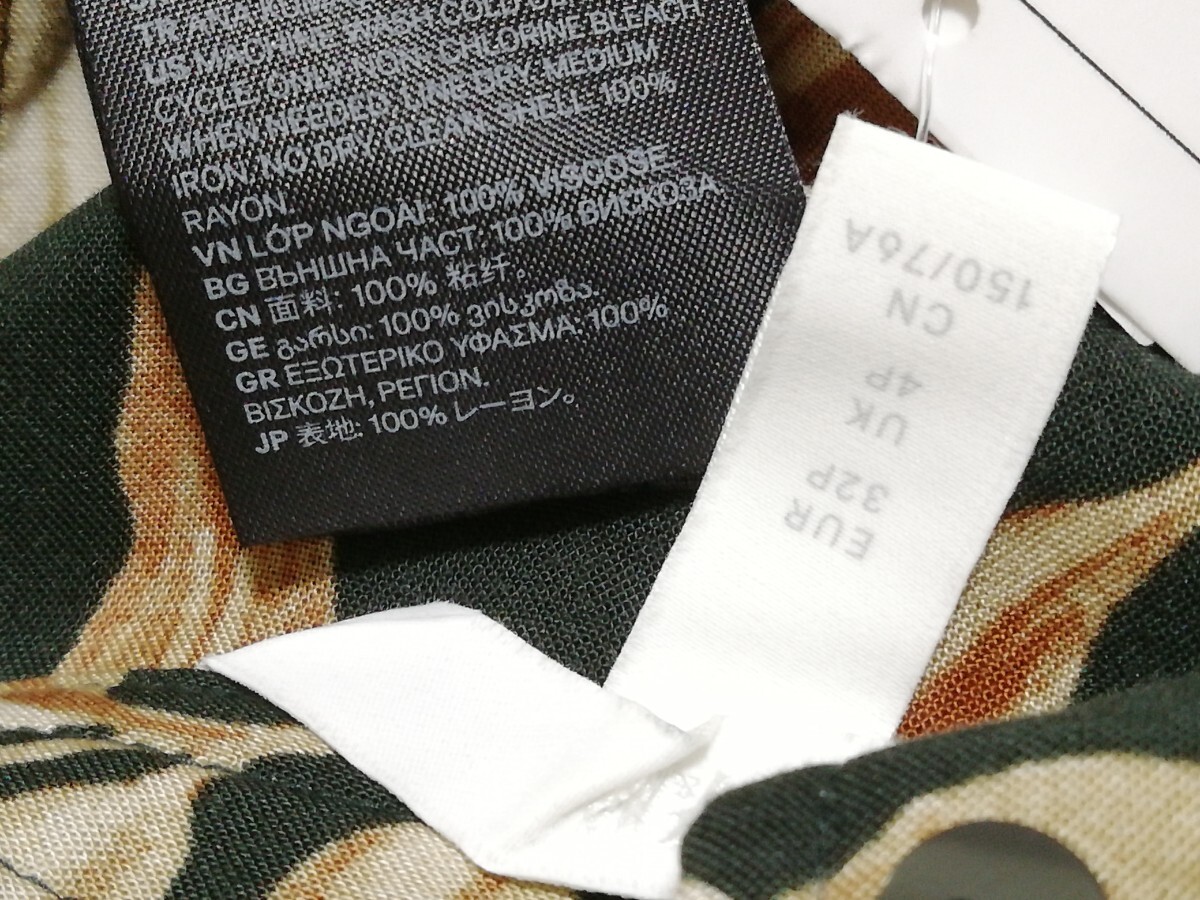 US MACHINE WASH COLD
CYCLE. ONLY NON-CHLORINE BLEACH
WHEN NEEDED. LINE DRY. MEDIUM
IRON. NO DRY CLEAN. SHELL: 100%
RAYON.
VN LỚP NGOÀI: 100% VISCOSE
BG ВЪНШНА ЧАСТ: 100% ВИСКОЗА
CN 面料: 100% 粘纤。
GE გარსი: 100% ვისკოზა.
GR ΕΞΩΤΕΡΙΚΟ ΥΦΑΣΜΑ: 100%
ΒΙΣΚΟΖΗ, ΡΕΓΙΟΝ.
JP 表地: 100% レーヨン。
EUR
32P
UK
4P
CN
150/76A